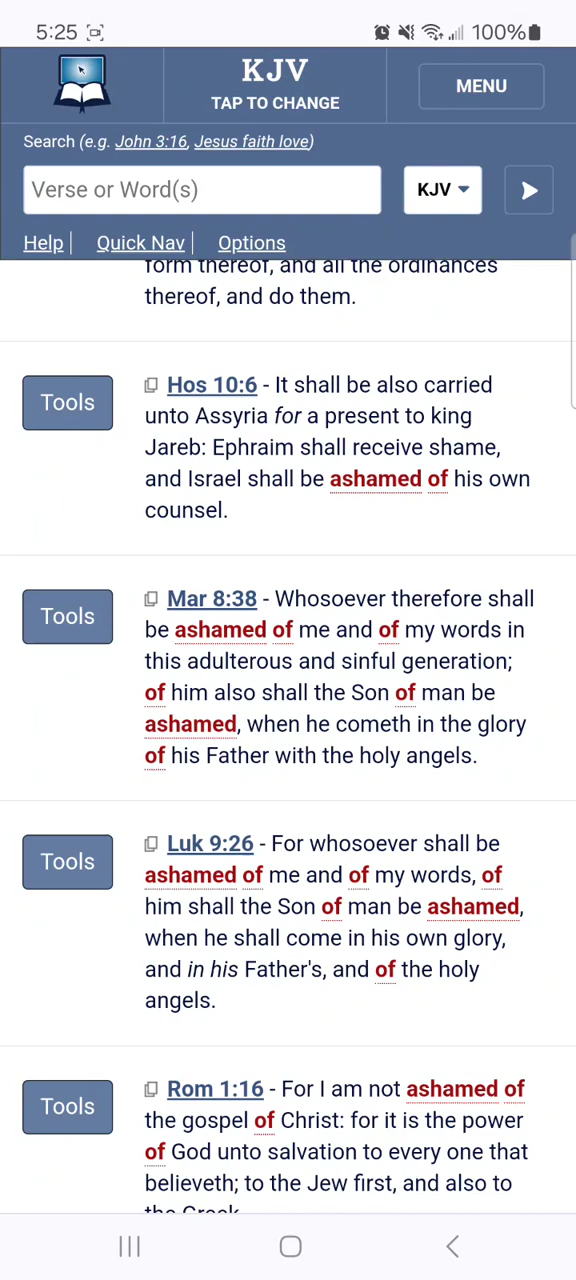 5:25
100%
KJV
TAP TO CHANGE
MENU
Search (e.g. John 3:16, Jesus faith love)
Verse or Word(s)
KJV
Help
Quick Nav
Options
form thereof, and all the ordinances
thereof, and do them.
Tools
Hos 10:6 - It shall be also carried
unto Assyria for a present to king
Jareb: Ephraim shall receive shame,
and Israel shall be ashamed of his own
counsel.
Tools
Mar 8:38 - Whosoever therefore shall
be ashamed of me and of my words in
this adulterous and sinful generation;
of him also shall the Son of man be
ashamed, when he cometh in the glory
of his Father with the holy angels.
Tools
Luk 9:26 - For whosoever shall be
ashamed of me and of my words, of
him shall the Son of man be ashamed,
when he shall come in his own glory,
and in his Father's, and of the holy
angels.
Tools
Rom 1:16 - For I am not ashamed of
the gospel of Christ: for it is the power
of God unto salvation to every one that
believeth; to the Jew first, and also to
the Greek.